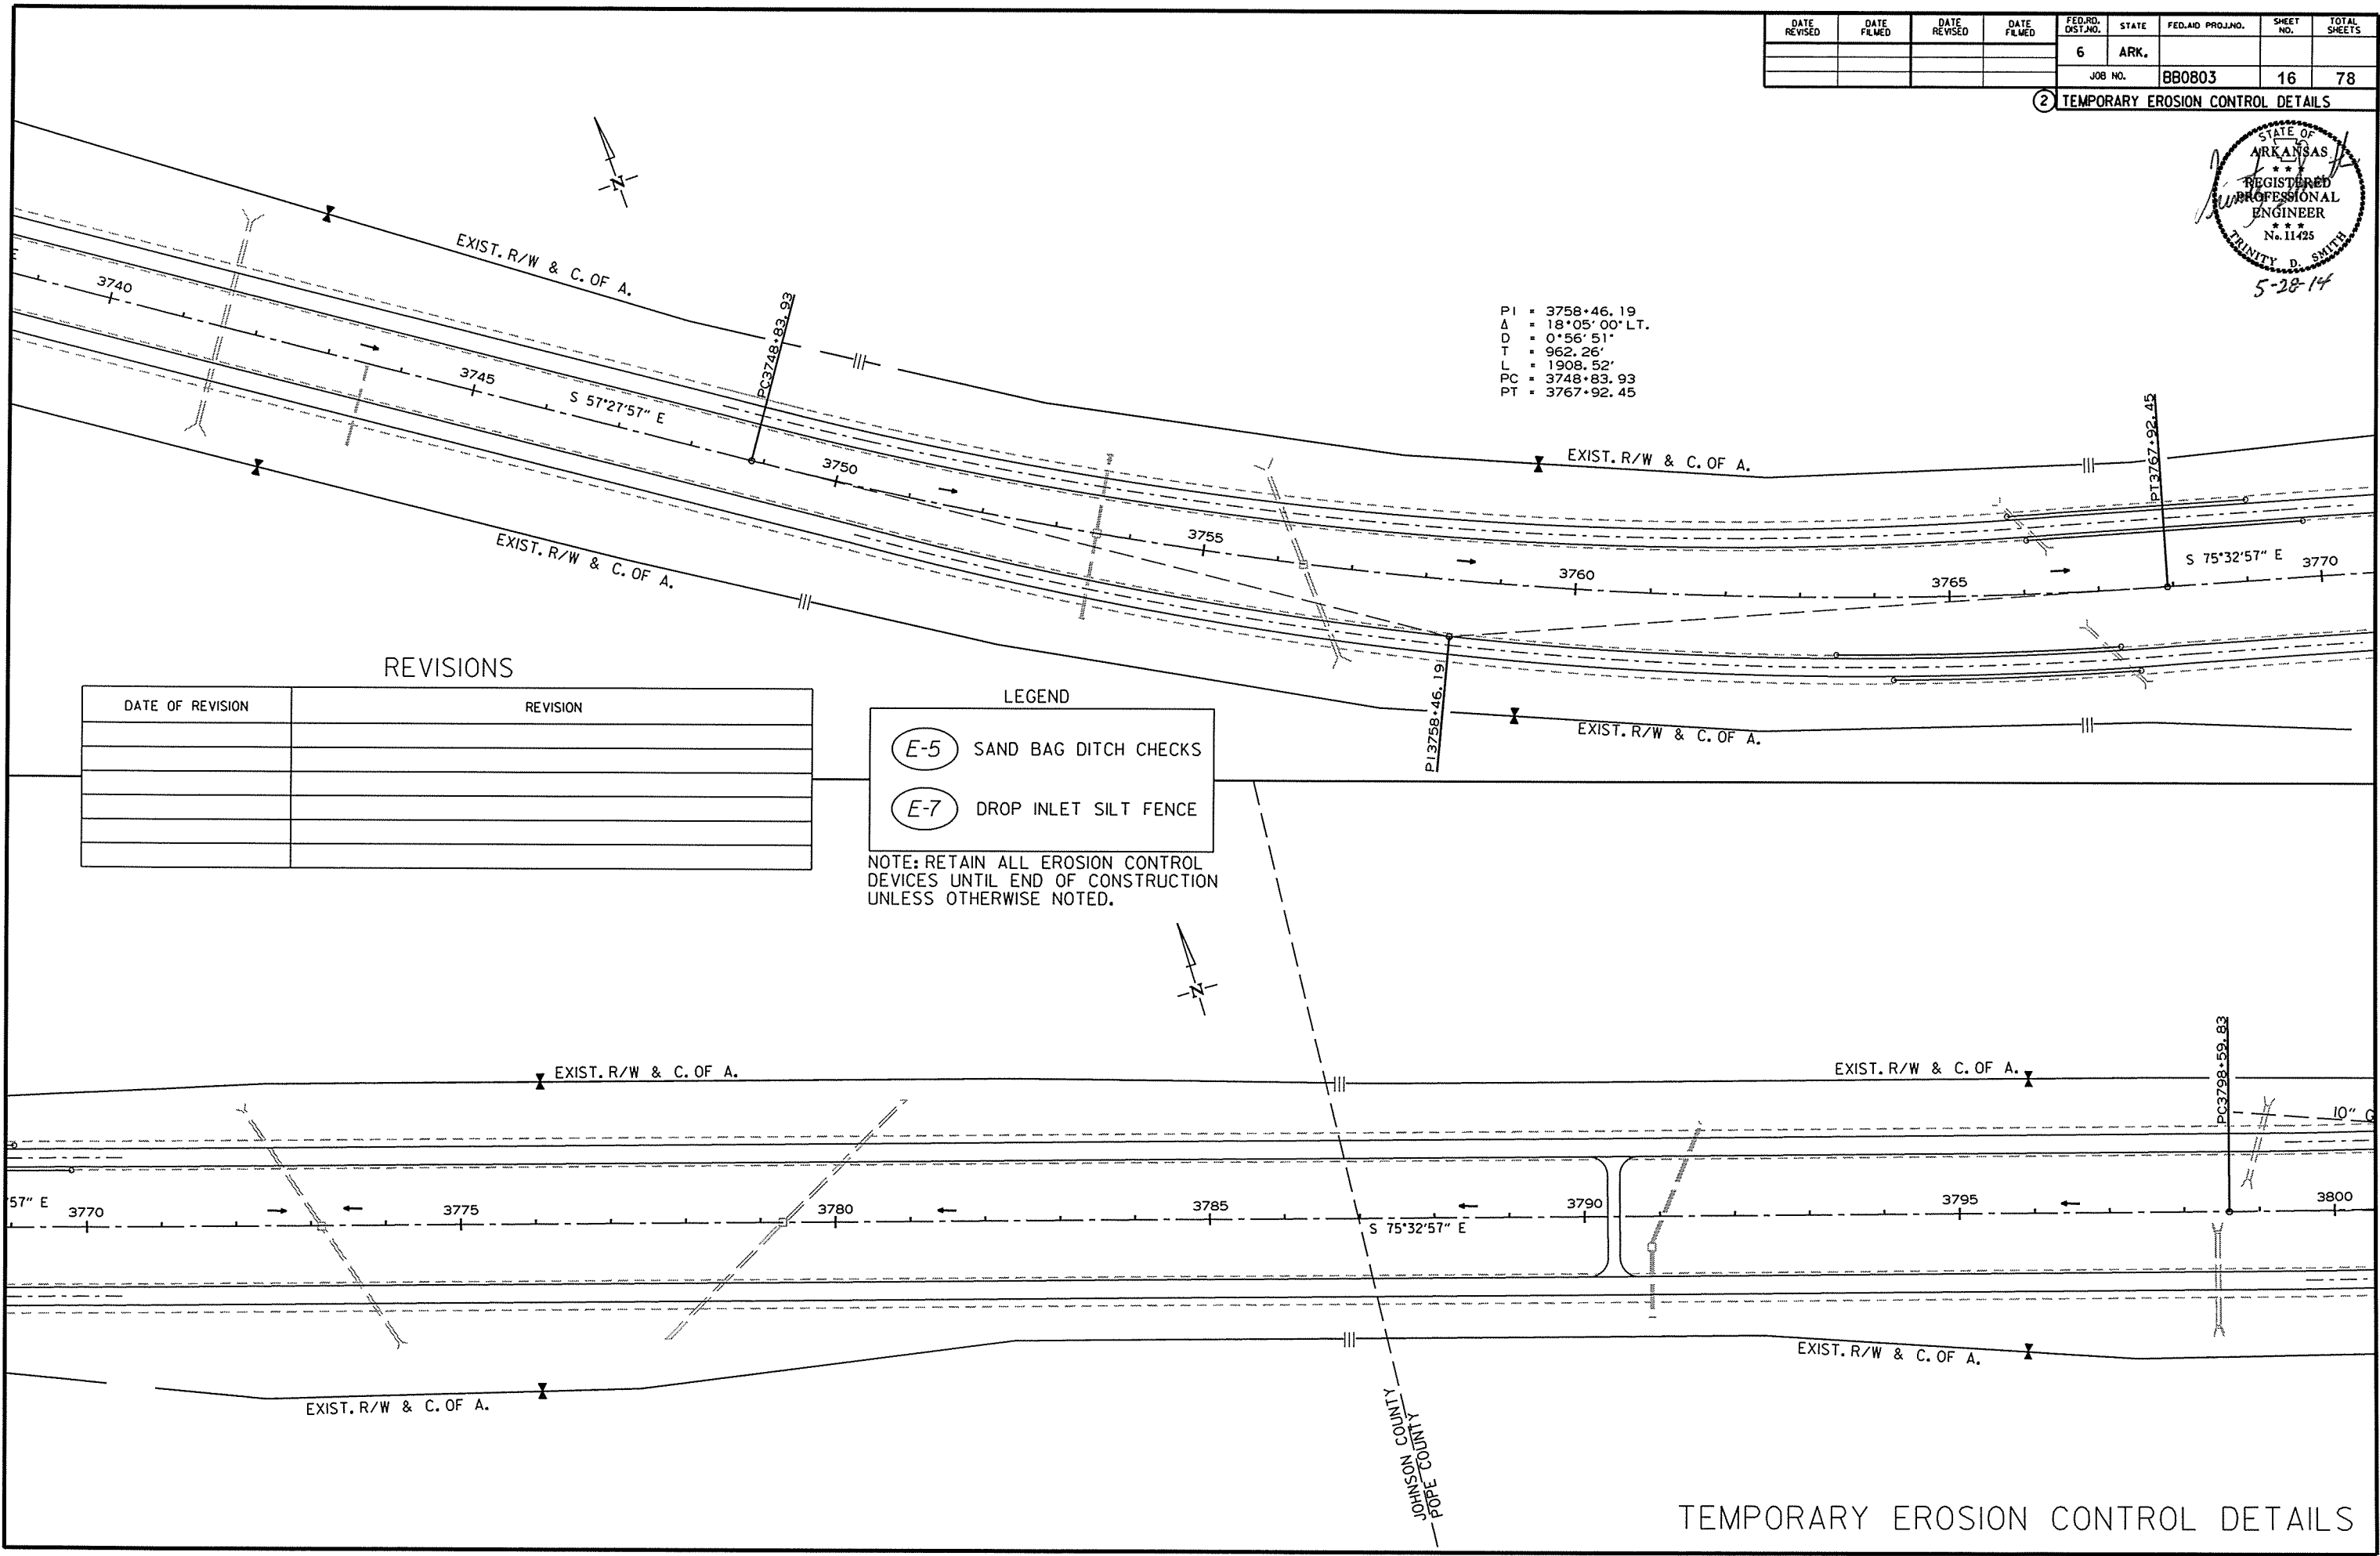 DATE REVISED
DATE FILMED
DATE REVISED
DATE FILMED
FED.RD. DIST.NO.
STATE
FED.AID PROJ.NO.
SHEET NO.
TOTAL SHEETS
6
ARK.
JOB NO.
BB0803
16
78
2
TEMPORARY EROSION CONTROL DETAILS
STATE OF
ARKANSAS
★ ★ ★
REGISTERED
PROFESSIONAL
ENGINEER
★ ★ ★
No. 11425
TRINITY D. SMITH
5-28-14
N
EXIST. R/W & C. OF A.
E
3740
3745
S 57°27'57" E
PC3748+83.93
3750
3755
3760
3765
S 75°32'57" E
3770
PI = 3758+46.19
Δ = 18°05'00" LT.
D = 0°56'51"
T = 962.26'
L = 1908.52'
PC = 3748+83.93
PT = 3767+92.45
EXIST. R/W & C. OF A.
PT3767+92.45
EXIST. R/W & C. OF A.
PI3758+46.19
EXIST. R/W & C. OF A.
REVISIONS
DATE OF REVISION
REVISION
LEGEND
E-5 SAND BAG DITCH CHECKS
E-7 DROP INLET SILT FENCE
NOTE: RETAIN ALL EROSION CONTROL
DEVICES UNTIL END OF CONSTRUCTION
UNLESS OTHERWISE NOTED.
N
EXIST. R/W & C. OF A.
EXIST. R/W & C. OF A.
PC3798+59.83
10" G
'57" E
3770
3775
3780
3785
S 75°32'57" E
3790
3795
3800
EXIST. R/W & C. OF A.
EXIST. R/W & C. OF A.
JOHNSON COUNTY
POPE COUNTY
TEMPORARY EROSION CONTROL DETAILS